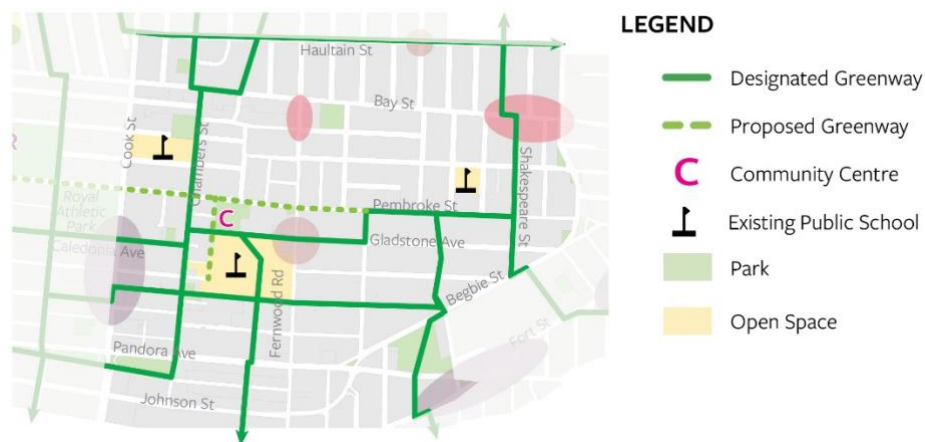 LEGEND
Designated Greenway
Proposed Greenway
C
Community Centre
Existing Public School
Park
Open Space
Haultain St
Bay St
Cook St
Chambers St
Shakespeare St
R
Royal
Athletic
Park
Pembroke St
C
Gladstone Ave
Caledonia Ave
Fernwood Rd
Begbie St
Fort St
Pandora Ave
Johnson St